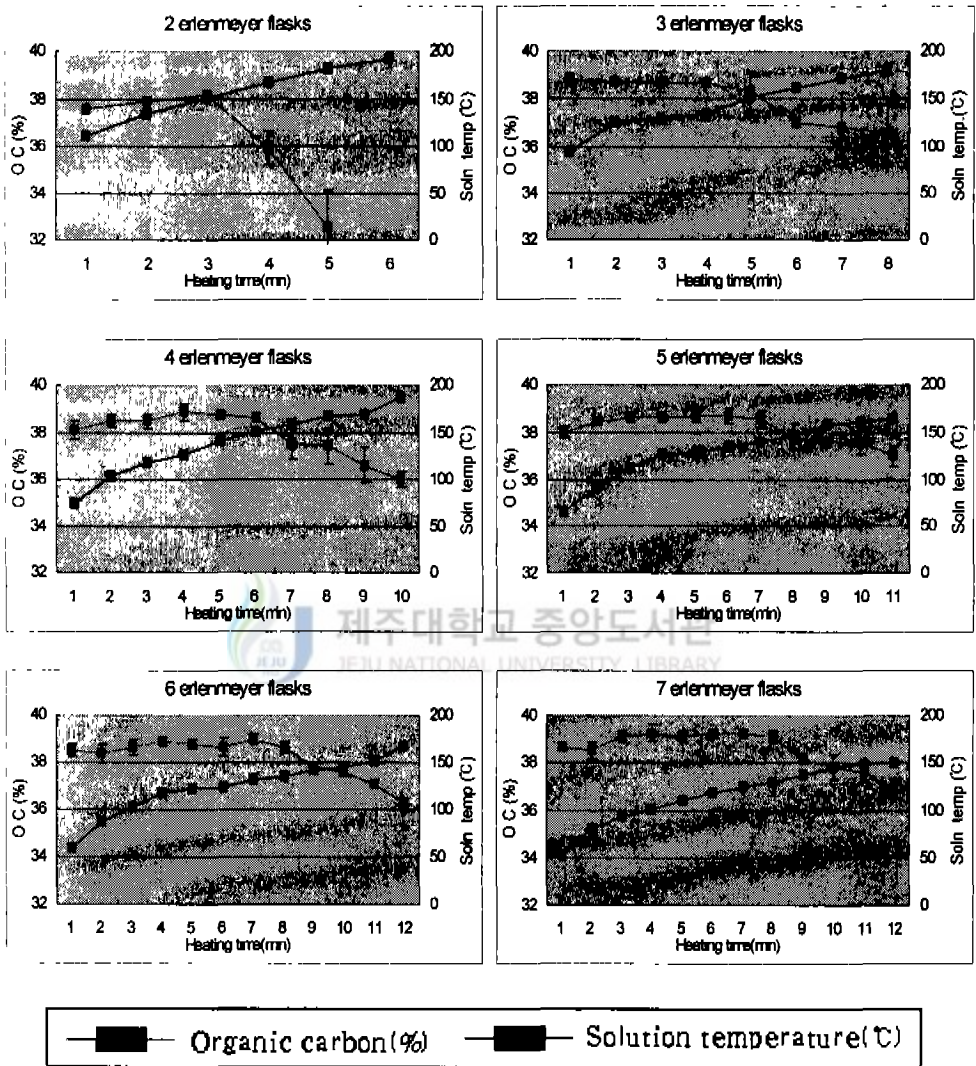 2 erlenmeyer flasks
40
38
36
34
32
O C (%)
200
150
100
50
0
Soln temp (℃)
1 2 3 4 5 6
Heating time(min)
3 erlenmeyer flasks
40
38
36
34
32
O C (%)
200
150
100
50
0
Soln temp (℃)
1 2 3 4 5 6 7 8
Heating time(min)
4 erlenmeyer flasks
40
38
36
34
32
O C (%)
200
150
100
50
0
Soln temp (℃)
1 2 3 4 5 6 7 8 9 10
Heating time(min)
5 erlenmeyer flasks
40
38
36
34
32
O C (%)
200
150
100
50
0
Soln temp (℃)
1 2 3 4 5 6 7 8 9 10 11
Heating time(min)
제주대학교 중앙도서관
JEJU NATIONAL UNIVERSITY LIBRARY
JEJU
6 erlenmeyer flasks
40
38
36
34
32
O C (%)
200
150
100
50
0
Soln temp (℃)
1 2 3 4 5 6 7 8 9 10 11 12
Heating time(min)
7 erlenmeyer flasks
40
38
36
34
32
O C (%)
200
150
100
50
0
Soln temp (℃)
1 2 3 4 5 6 7 8 9 10 11 12
Heating time(min)
Organic carbon(%) Solution temperature(℃)